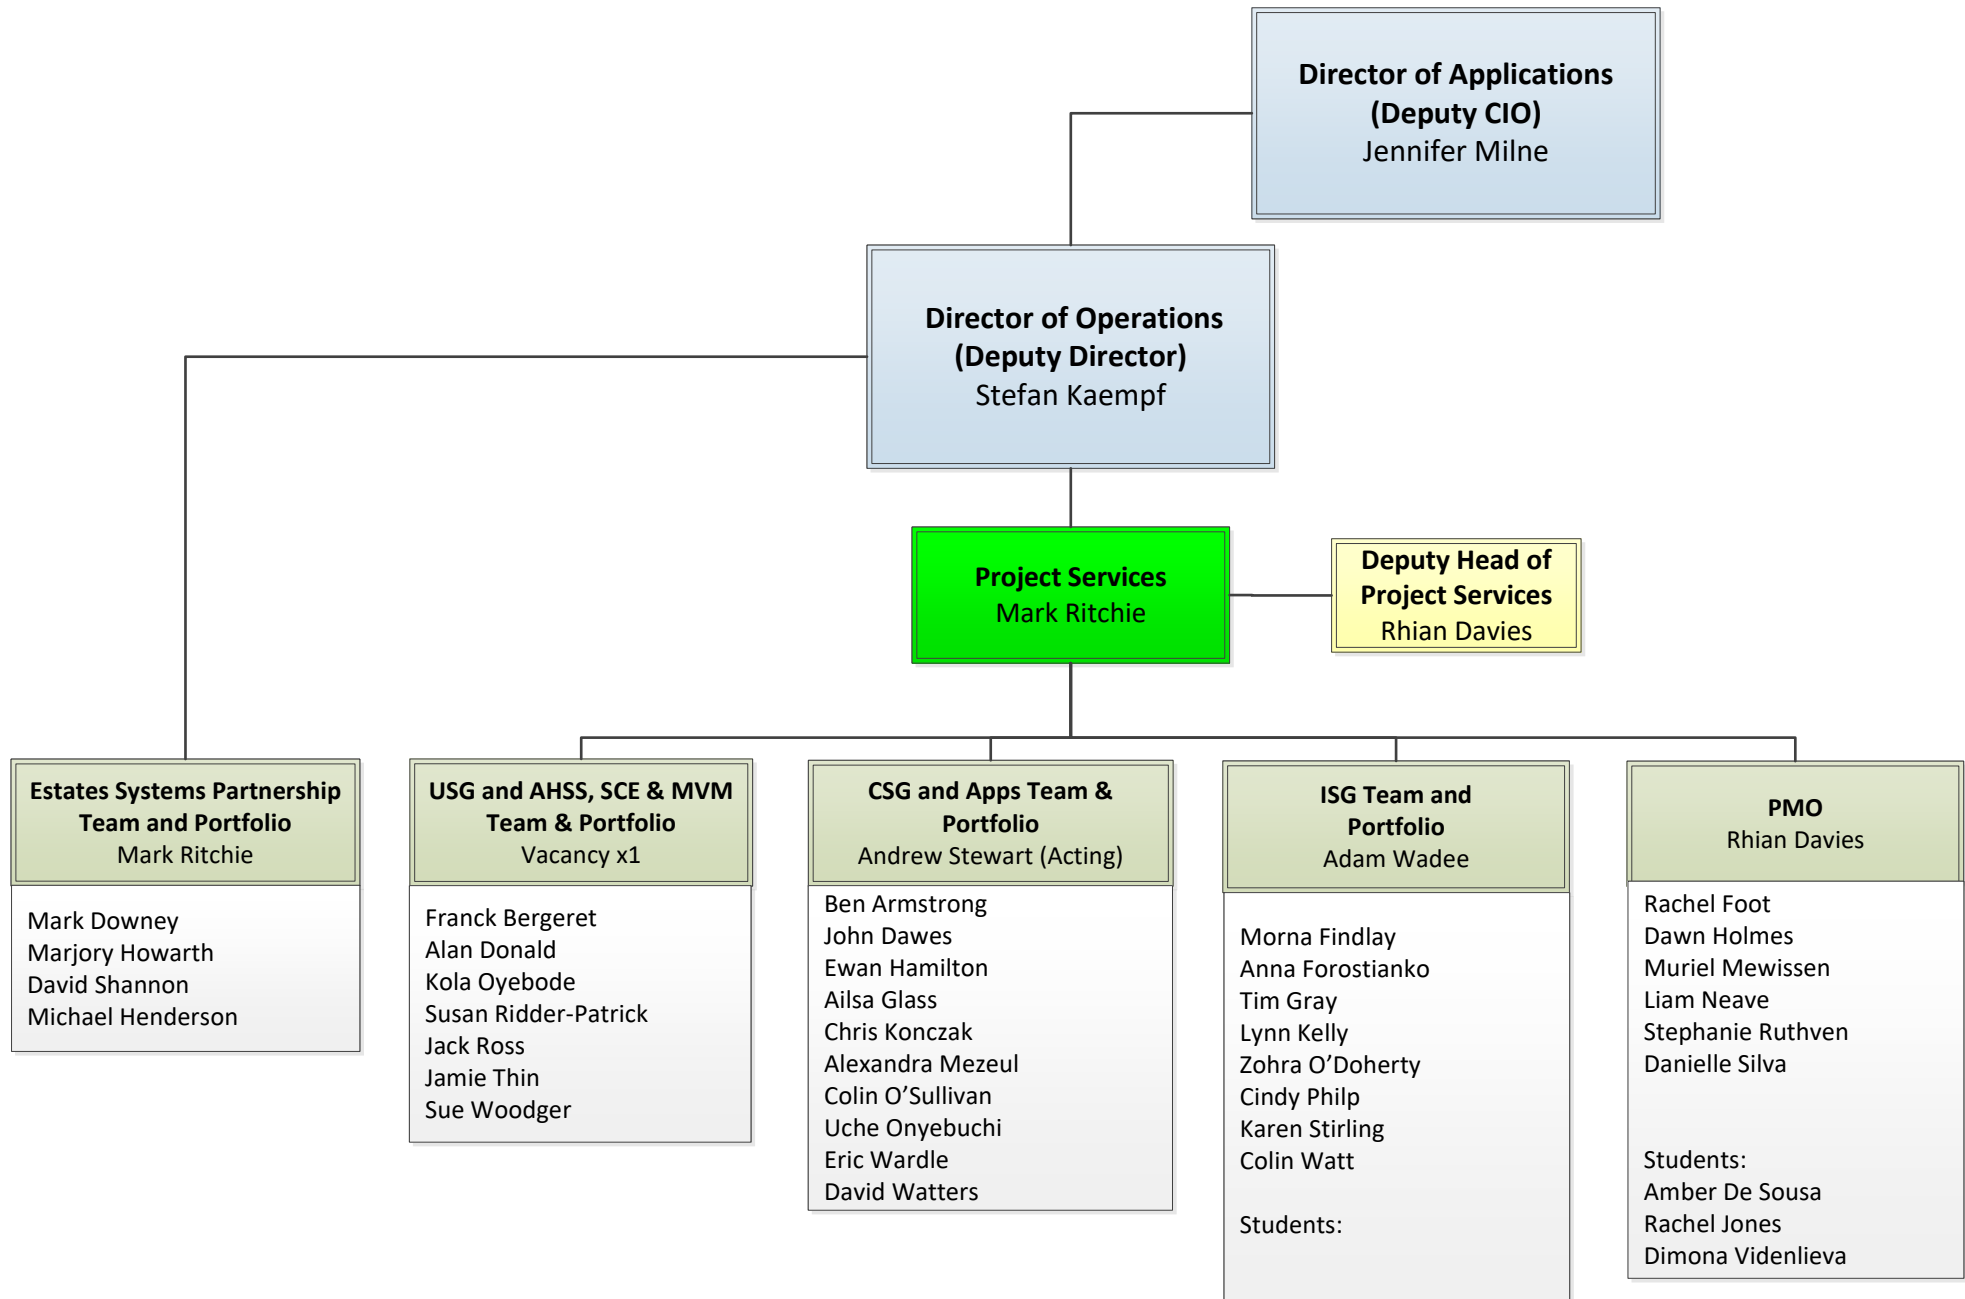 Director of Applications
(Deputy CIO)
Jennifer Milne
Director of Operations
(Deputy Director)
Stefan Kaempf
Project Services
Mark Ritchie
Deputy Head of
Project Services
Rhian Davies
Estates Systems Partnership
Team and Portfolio
Mark Ritchie
Mark Downey
Marjory Howarth
David Shannon
Michael Henderson
USG and AHSS, SCE & MVM
Team & Portfolio
Vacancy x1
Franck Bergeret
Alan Donald
Kola Oyebode
Susan Ridder-Patrick
Jack Ross
Jamie Thin
Sue Woodger
CSG and Apps Team &
Portfolio
Andrew Stewart (Acting)
Ben Armstrong
John Dawes
Ewan Hamilton
Ailsa Glass
Chris Konczak
Alexandra Mezeul
Colin O’Sullivan
Uche Onyebuchi
Eric Wardle
David Watters
ISG Team and
Portfolio
Adam Wadee
Morna Findlay
Anna Forostianko
Tim Gray
Lynn Kelly
Zohra O’Doherty
Cindy Philp
Karen Stirling
Colin Watt
Students:
PMO
Rhian Davies
Rachel Foot
Dawn Holmes
Muriel Mewissen
Liam Neave
Stephanie Ruthven
Danielle Silva
Students:
Amber De Sousa
Rachel Jones
Dimona Videnlieva